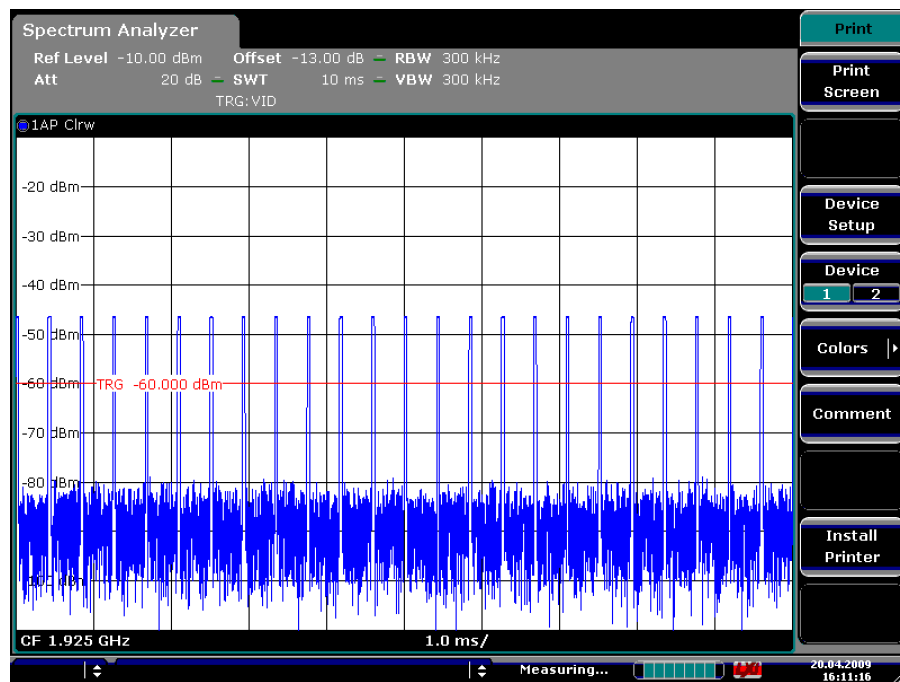 Spectrum Analyzer
Ref Level -10.00 dBm Offset -13.00 dB RBW 300 kHz
Att 20 dB SWT 10 ms VBW 300 kHz
TRG:VID
1AP Clrw
-20 dBm
-30 dBm
-40 dBm
-50 dBm
TRG -60.000 dBm
-60 dBm
-70 dBm
-80 dBm
CF 1.925 GHz 1.0 ms/
Measuring...
20.04.2009
16:11:16
Print
Print
Screen
Device
Setup
Device
1 2
Colors
Comment
Install
Printer